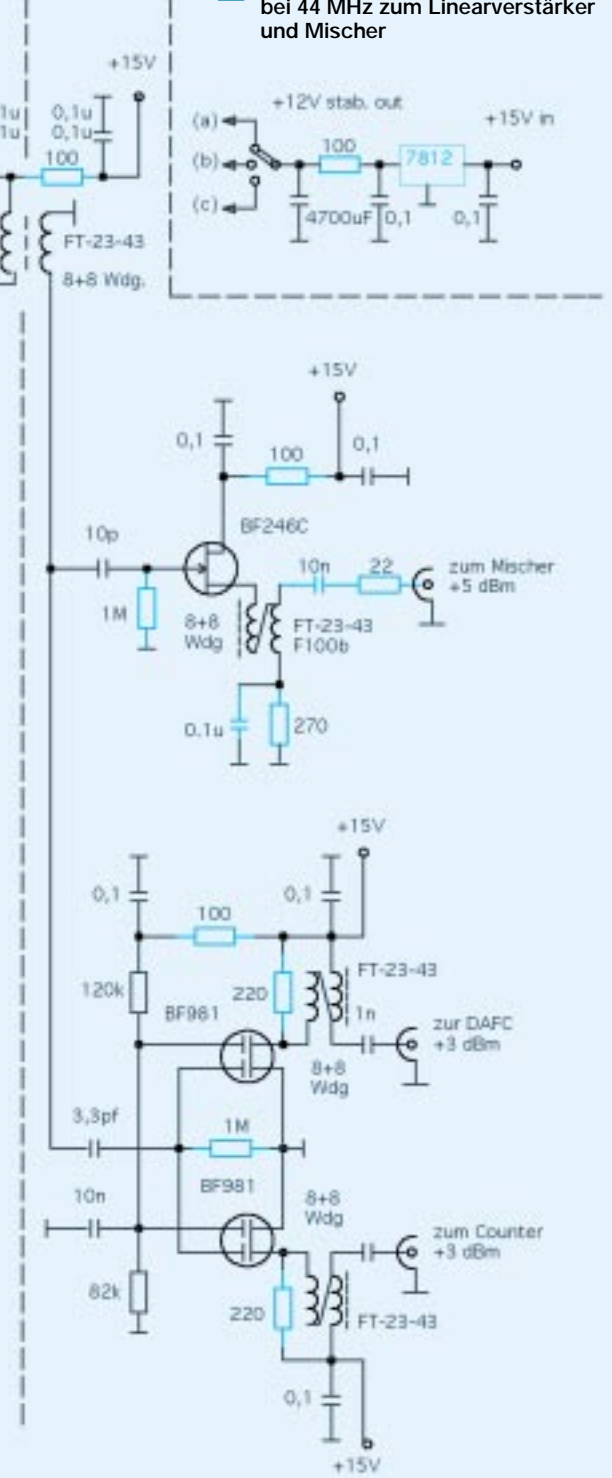 bei 44 MHz zum Linearverstärker
und Mischer
+15V
1u
1u
0,1u
0,1u
100
FT-23-43
8+8 Wdg.
+12V stab. out
+15V in
(a)
(b)
(c)
100
7812
4700uF
0,1
0,1
+15V
0,1
100
0,1
BF246C
10p
1M
10n
22
zum Mischer
+5 dBm
8+8
Wdg
FT-23-43
F100b
0.1u
270
+15V
0,1
0,1
100
120k
220
FT-23-43
BF981
1n
zur DAFC
+3 dBm
8+8
Wdg
3,3pf
1M
10n
BF981
8+8
Wdg
zum Counter
+3 dBm
82k
220
FT-23-43
0,1
+15V